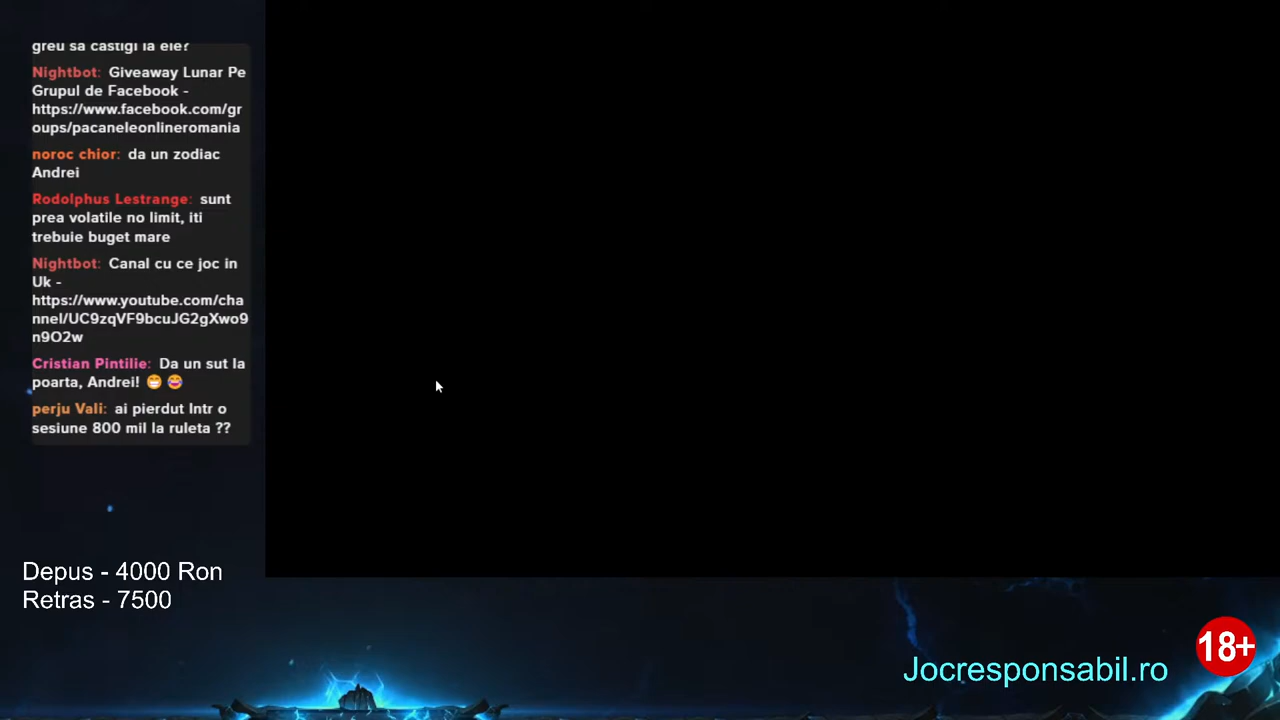 greu sa castigi la ele?
Nightbot: Giveaway Lunar Pe
Grupul de Facebook -
https://www.facebook.com/gr
oups/pacaneleonlineromania
noroc chior: da un zodiac
Andrei
Rodolphus Lestrange: sunt
prea volatile no limit, iti
trebuie buget mare
Nightbot: Canal cu ce joc in
Uk -
https://www.youtube.com/cha
nnel/UC9zqVF9bcuJG2gXwo9
n9O2w
Cristian Pintilie: Da un sut la
poarta, Andrei! 😁 😂
perju Vali: ai pierdut Intr o
sesiune 800 mil la ruleta ??
Depus - 4000 Ron
Retras - 7500
18+
Jocresponsabil.ro